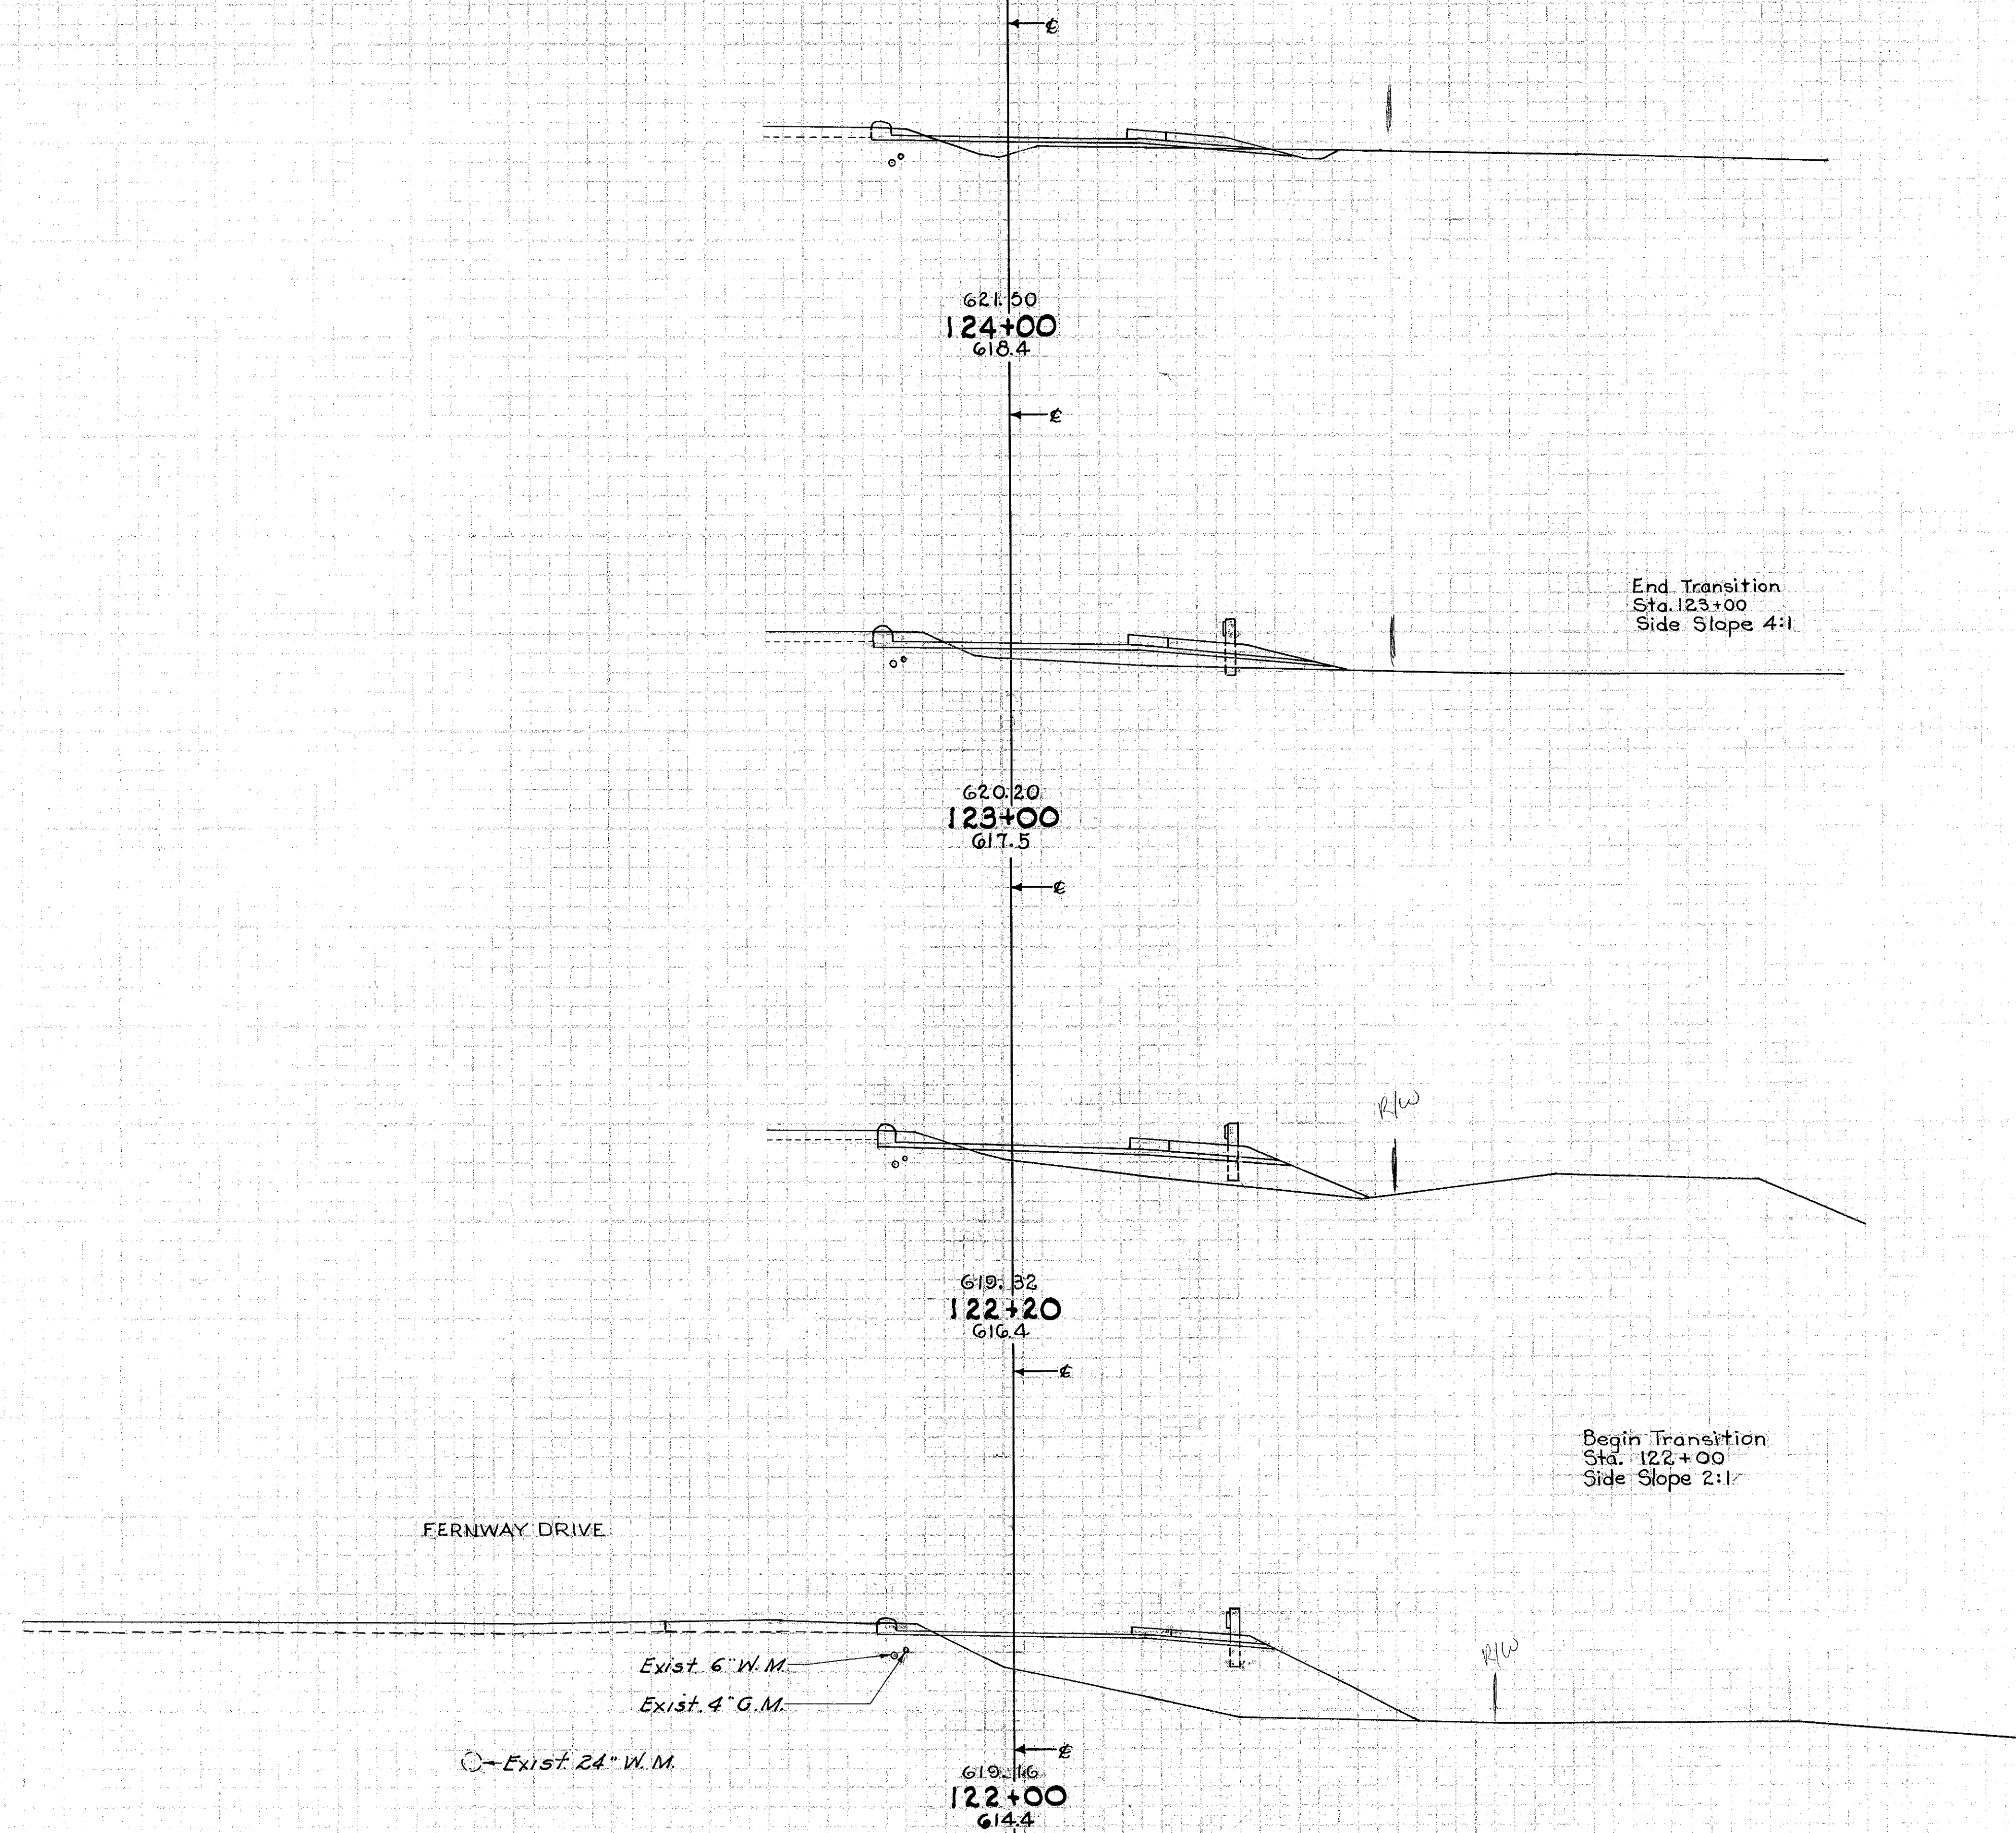 ℄
621.50
124+00
618.4
℄
End Transition
Sta. 123+00
Side Slope 4:1
620.20
123+00
617.5
℄
R/W
619.32
122+20
616.4
℄
Begin Transition
Sta. 122+00
Side Slope 2:1
FERNWAY DRIVE
Exist. 6" W.M.
R/W
Exist. 4" G.M.
Exist. 24" W.M.
℄
619.16
122+00
614.4